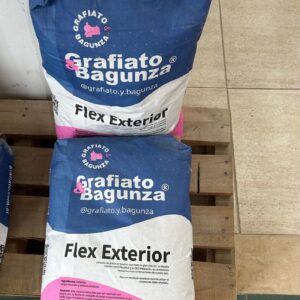 GRAFIATO
& BAGUNZA
Grafiato
& Bagunza®
@grafiato.y.bagunza
Flex Exterior
GRAFIATO
& BAGUNZA
Grafiato
& Bagunza®
@grafiato.y.bagunza
Flex Exterior